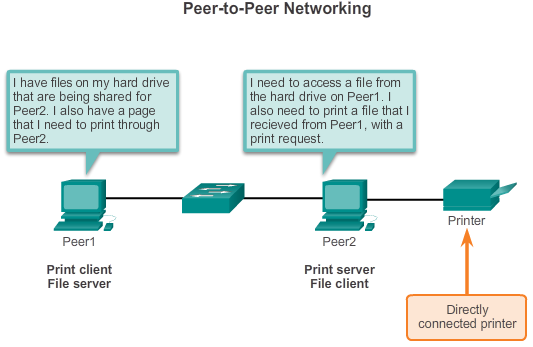 Peer-to-Peer Networking
I have files on my hard drive
that are being shared for
Peer2. I also have a page
that I need to print through
Peer2.
I need to access a file from
the hard drive on Peer1. I
also need to print a file that I
recieved from Peer1, with a
print request.
Peer1
Peer2
Printer
Print client
File server
Print server
File client
Directly
connected printer